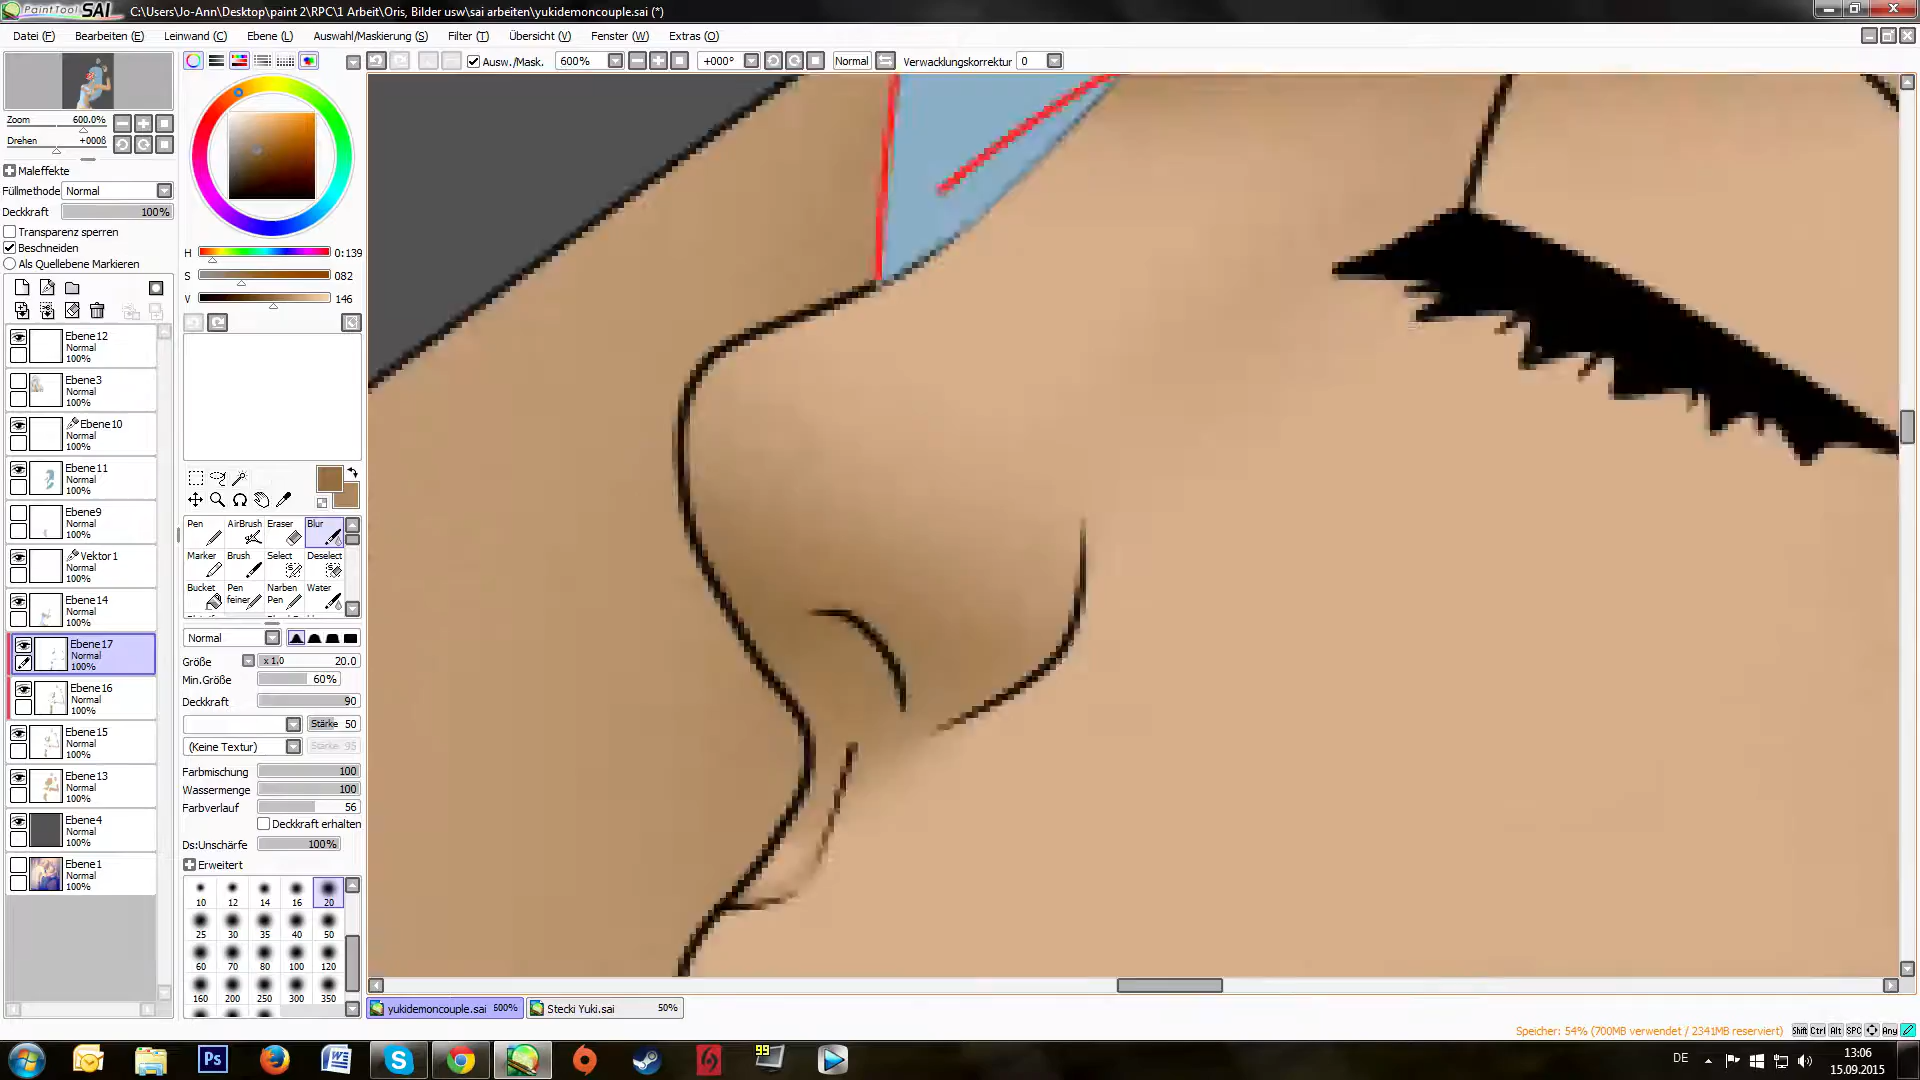 PaintTool SAI C:\Users\Jo-Ann\Desktop\paint 2\RPC\1 Arbeit\Oris, Bilder usw\sai arbeiten\yukidemoncouple.sai (*)
Datei (F) Bearbeiten (E) Leinwand (C) Ebene (L) Auswahl/Maskierung (S) Filter (T) Übersicht (V) Fenster (W) Extras (O)
Ausw./Mask. 600% +000° Normal Verwacklungskorrektur 0
Zoom 600.0%
Drehen +000ß
Maleffekte
Füllmethode Normal
Deckkraft 100%
Transparenz sperren
Beschneiden
Als Quellebene Markieren
Ebene12
Normal
100%
Ebene3
Normal
100%
Ebene10
Normal
100%
Ebene11
Normal
100%
Ebene9
Normal
100%
Vektor1
Normal
100%
Ebene14
Normal
100%
Ebene17
Normal
100%
Ebene16
Normal
100%
Ebene15
Normal
100%
Ebene13
Normal
100%
Ebene4
Normal
100%
Ebene1
Normal
100%
H 0:139
S 082
V 146
Pen AirBrush Eraser Blur
Marker Brush Select Deselect
Bucket Pen feiner Narben Pen Water
Normal
Größe x 1.0 20.0
Min.Größe 60%
Deckkraft 90
Stärke 50
(Keine Textur) Stärke 95
Farbmischung 100
Wassermenge 100
Farbverlauf 56
Deckkraft erhalten
Ds:Unschärfe 100%
Erweitert
10 12 14 16 20
25 30 35 40 50
60 70 80 100 120
160 200 250 300 350
yukidemoncouple.sai 600% Stecki Yuki.sai 50%
Speicher: 54% (700MB verwendet / 2341MB reserviert) Shift Ctrl Alt SPC Any
Ps
W
S
99
DE
13:06
15.09.2015